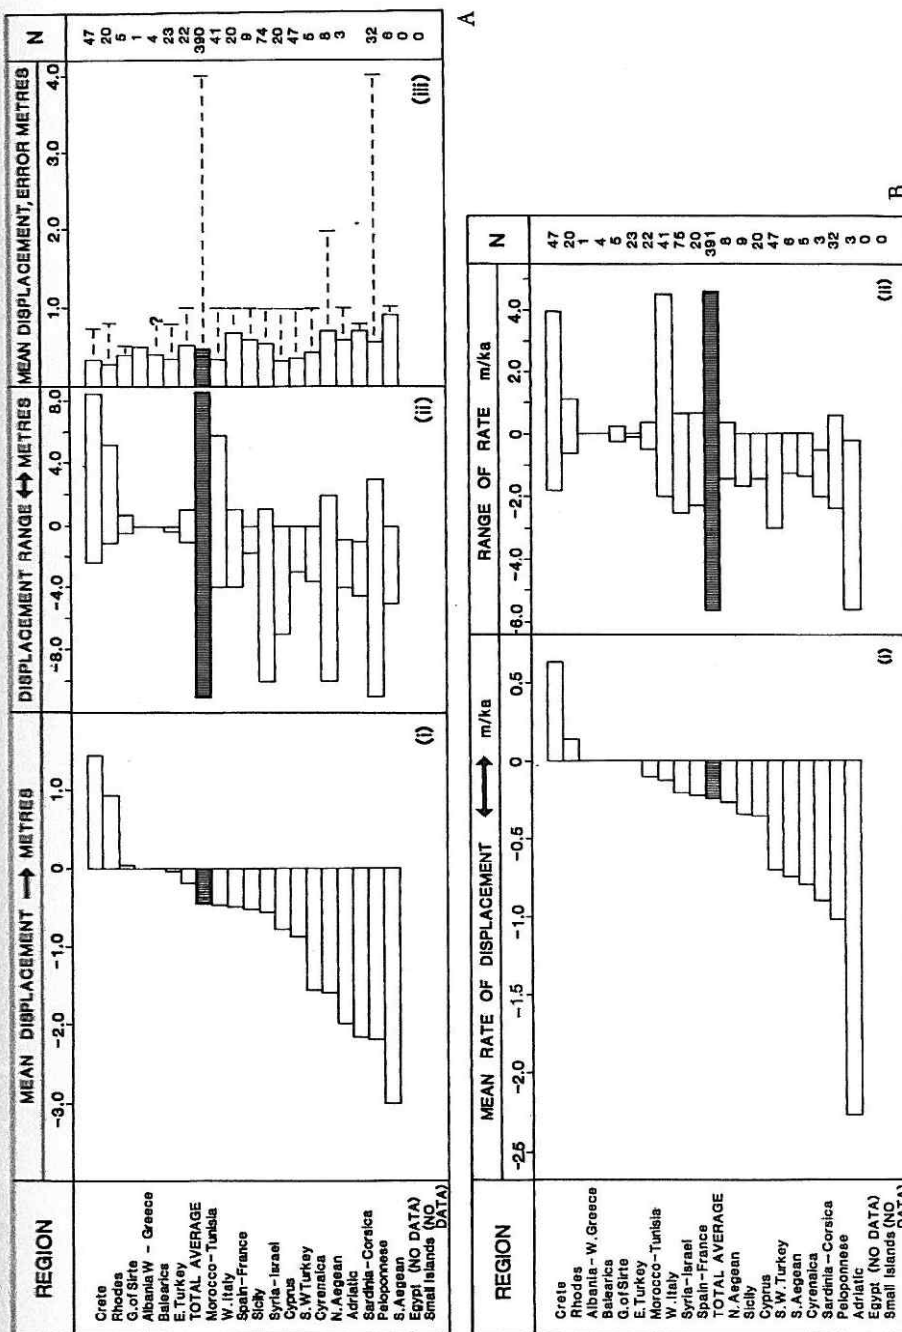 A
REGION
MEAN DISPLACEMENT → METRES
DISPLACEMENT RANGE ↔ METRES
MEAN DISPLACEMENT, ERROR METRES
N
-3.0 -2.0 -1.0 0 1.0
-8.0 -4.0 0 4.0 8.0
1.0 2.0 3.0 4.0
Crete 47
Rhodes 20
G.of Sirte 5
Albania W - Greece 1
Balearics ? 4
E.Turkey 23
TOTAL AVERAGE 22
Morocco-Tunisia 390
W.Italy 41
Spain-France 20
Sicily 9
Syria-Israel 74
Cyprus 20
S.W Turkey 47
Cyrenaica 5
N.Aegean 8
Adriatic 3
Sardinia-Corsica
Peloponnese 32
S.Aegean 6
Egypt (NO DATA) 0
Small Islands (NO DATA) 0
(i)
(ii)
(iii)
B
REGION
MEAN RATE OF DISPLACEMENT ↔ m/ka
RANGE OF RATE m/ka
N
-2.5 -2.0 -1.5 -1.0 -0.5 0 0.5
-6.0 -4.0 -2.0 0 2.0 4.0
Crete 47
Rhodes 20
Albania-W.Greece 1
Balearics 4
G.of Sirte 5
E.Turkey 23
Morocco-Tunisia 22
W.Italy 41
Syria-Israel 75
Spain-France 20
TOTAL AVERAGE 391
N.Aegean 8
Sicily 9
Cyprus 20
S.W.Turkey 47
S.Aegean 6
Cyrenaica 5
Sardinia-Corsica 3
Peloponnese 32
Adriatic 3
Egypt (NO DATA) 0
Small Islands (NO DATA) 0
(i)
(ii)